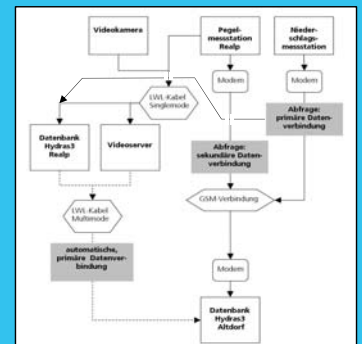 Videokamera
Pegel-
messstation
Realp
Nieder-
schlags-
messstation
Modem
Modem
LWL-Kabel
Singlemode
Abfrage:
primäre Daten-
verbindung
Datenbank
Hydras3
Realp
Videoserver
Abfrage:
sekundäre Daten-
verbindung
LWL-Kabel
Multimode
GSM-Verbindung
automatische,
primäre Datenver-
bindung
Modem
Datenbank
Hydras3
Altdorf